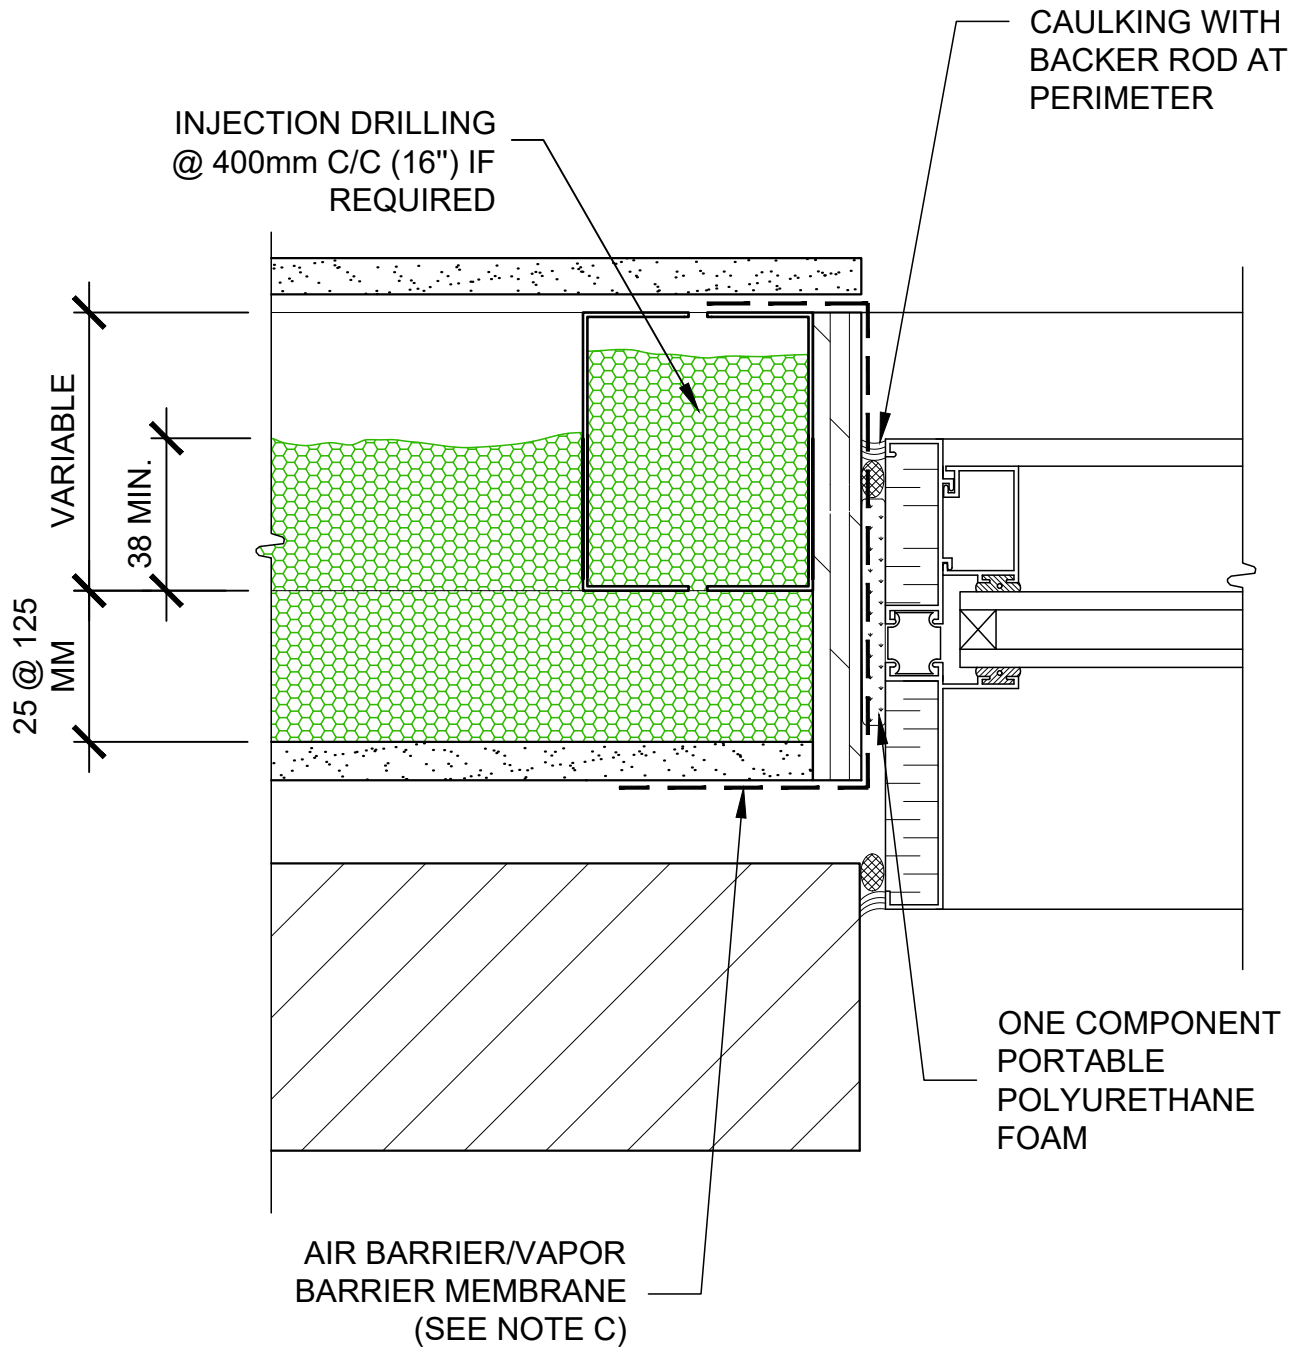 CAULKING WITH
BACKER ROD AT
PERIMETER
INJECTION DRILLING
@ 400mm C/C (16") IF
REQUIRED
VARIABLE
38 MIN.
25 @ 125
MM
ONE COMPONENT
PORTABLE
POLYURETHANE
FOAM
AIR BARRIER/VAPOR
BARRIER MEMBRANE
(SEE NOTE C)